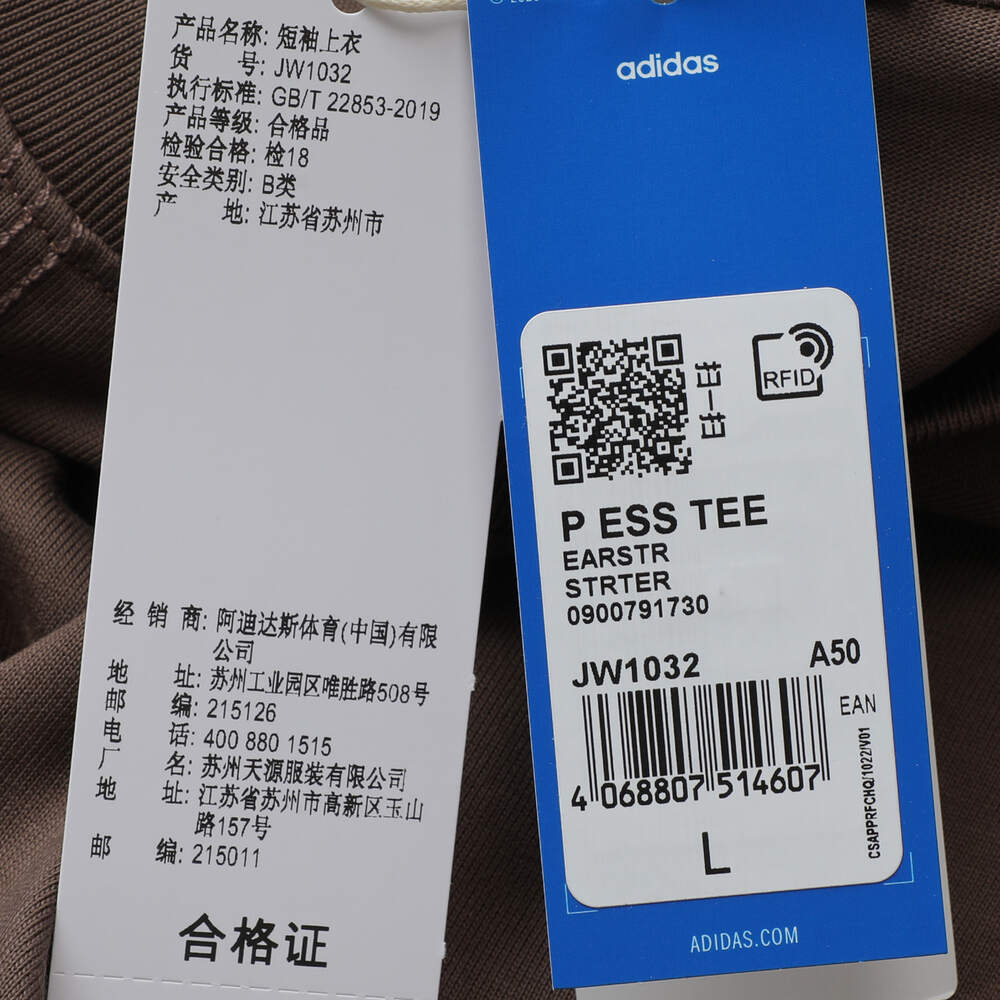 产品名称: 短袖上衣
货 号: JW1032
执行标准: GB/T 22853-2019
产品等级: 合格品
检验合格: 检18
安全类别: B类
产 地: 江苏省苏州市
经 销 商: 阿迪达斯体育(中国)有限
公司
地 址: 苏州工业园区唯胜路508号
邮 编: 215126
电 话: 400 880 1515
厂 名: 苏州天源服装有限公司
地 址: 江苏省苏州市高新区玉山
路157号
邮 编: 215011
合格证
adidas
扫一扫
RFID
P ESS TEE
EARSTR
STRTER
0900791730
JW1032
A50
EAN
4 068807 514607
CSAPPRFCHQ/1022/V01
L
ADIDAS.COM